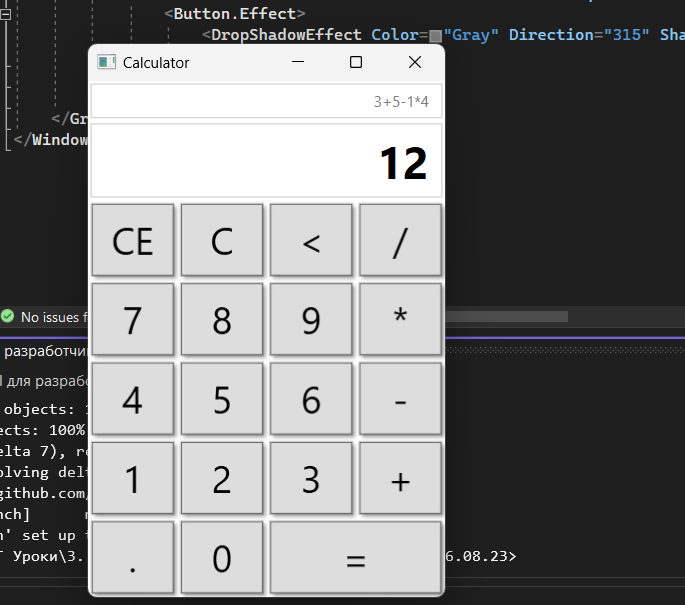 <Button.Effect>
<DropShadowEffect Color="Gray" Direction="315" Sha
Calculator
</Gr
</Window
3+5-1*4
12
CE C < /
7 8 9 *
4 5 6 -
1 2 3 +
. 0 =
No issues f
разработчи
для разраб
objects: 1
ects: 100%
elta 7), re
olving delt
github.com/
nch]
' set up
Г Уроки\3. 6.08.23>